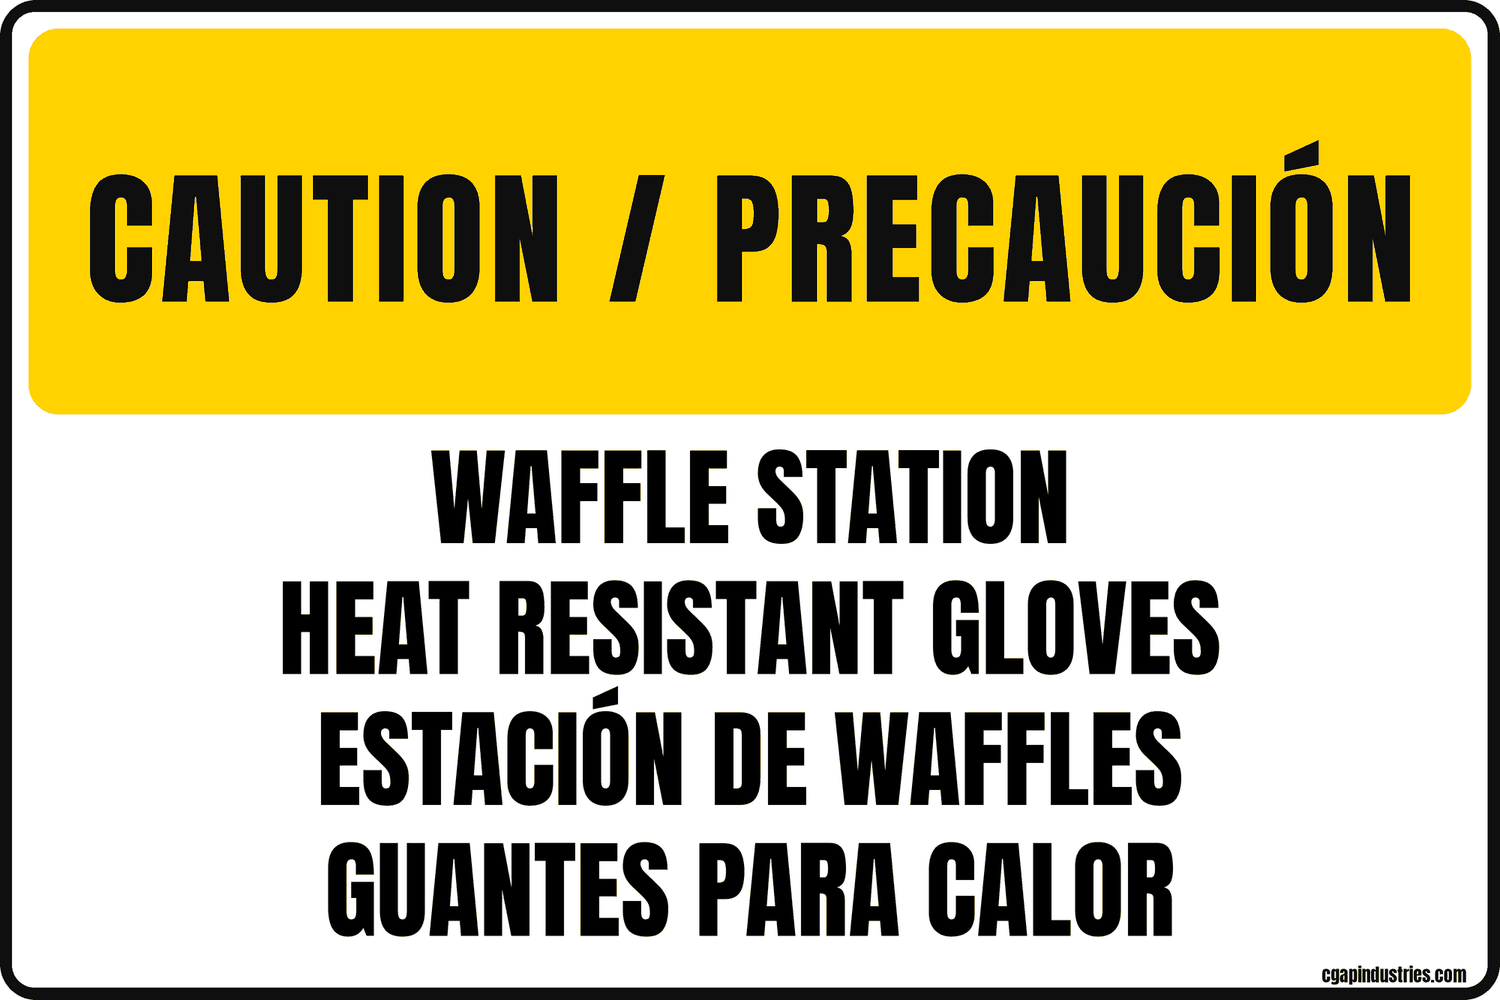 CAUTION / PRECAUCIÓN
WAFFLE STATION
HEAT RESISTANT GLOVES
ESTACIÓN DE WAFFLES
GUANTES PARA CALOR
cgapindustries.com